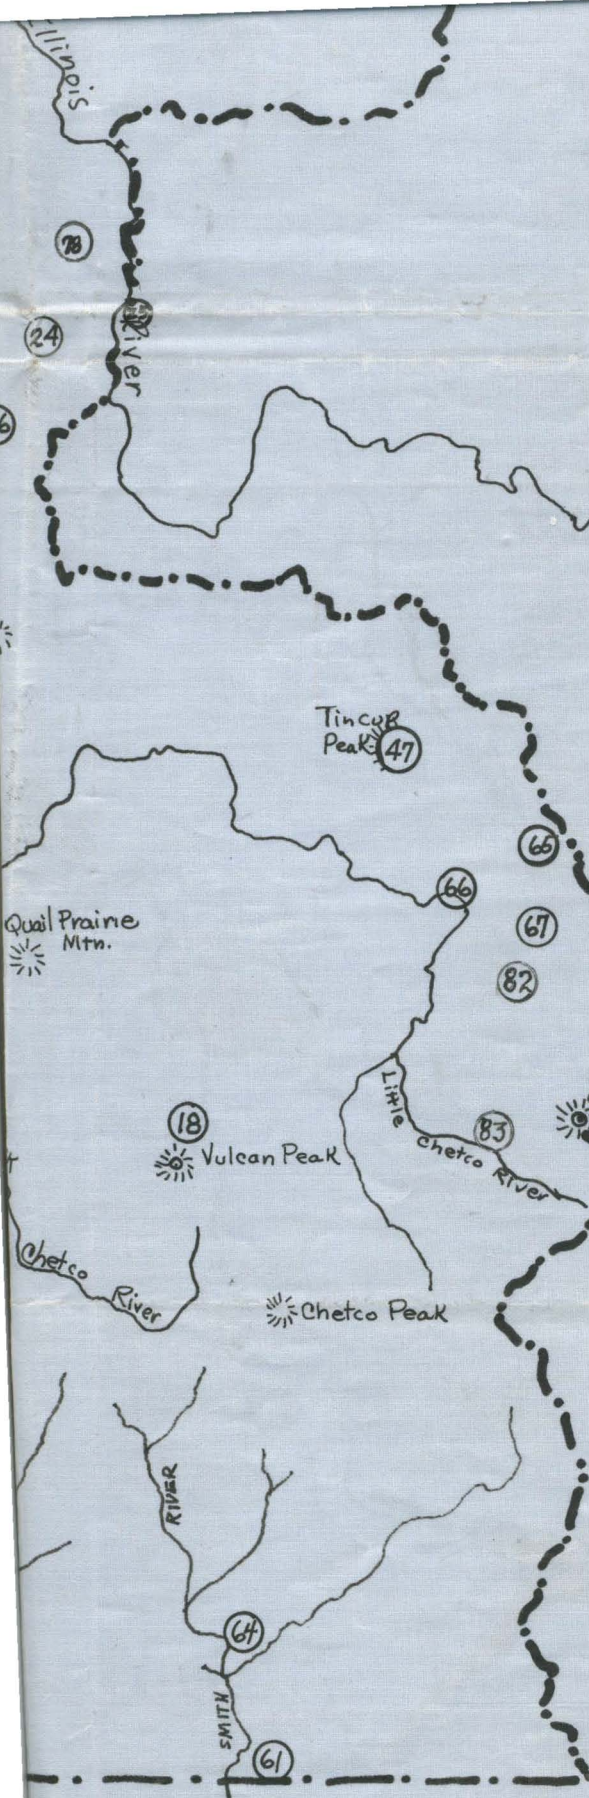 Illinois
78
River
24
6
Tincup
Peak
47
65
66
Quail Prairie
Mtn.
67
82
Little
Chetco River
18
83
Vulcan Peak
Chetco
River
Chetco Peak
RIVER
64
SMITH
61